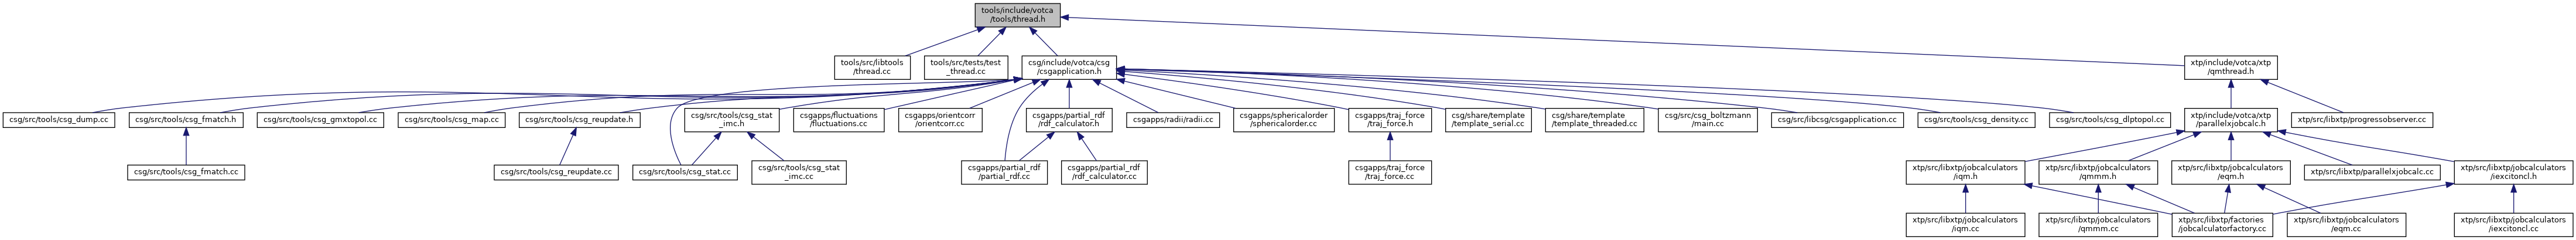 tools/include/votca
/tools/thread.h
tools/src/libtools
/thread.cc
tools/src/tests/test
_thread.cc
csg/include/votca/csg
/csgapplication.h
xtp/include/votca/xtp
/qmthread.h
csg/src/tools/csg_dump.cc
csg/src/tools/csg_fmatch.h
csg/src/tools/csg_gmxtopol.cc
csg/src/tools/csg_map.cc
csg/src/tools/csg_reupdate.h
csg/src/tools/csg_stat
_imc.h
csgapps/fluctuations
/fluctuations.cc
csgapps/orientcorr
/orientcorr.cc
csgapps/partial_rdf
/rdf_calculator.h
csgapps/radii/radii.cc
csgapps/sphericalorder
/sphericalorder.cc
csgapps/traj_force
/traj_force.h
csg/share/template
/template_serial.cc
csg/share/template
/template_threaded.cc
csg/src/csg_boltzmann
/main.cc
csg/src/libcsg/csgapplication.cc
csg/src/tools/csg_density.cc
csg/src/tools/csg_dlptopol.cc
xtp/include/votca/xtp
/parallelxjobcalc.h
xtp/src/libxtp/progressobserver.cc
csg/src/tools/csg_fmatch.cc
csg/src/tools/csg_reupdate.cc
csg/src/tools/csg_stat.cc
csg/src/tools/csg_stat
_imc.cc
csgapps/partial_rdf
/partial_rdf.cc
csgapps/partial_rdf
/rdf_calculator.cc
csgapps/traj_force
/traj_force.cc
xtp/src/libxtp/jobcalculators
/iqm.h
xtp/src/libxtp/jobcalculators
/qmmm.h
xtp/src/libxtp/jobcalculators
/eqm.h
xtp/src/libxtp/parallelxjobcalc.cc
xtp/src/libxtp/jobcalculators
/iexcitoncl.h
xtp/src/libxtp/jobcalculators
/iqm.cc
xtp/src/libxtp/jobcalculators
/qmmm.cc
xtp/src/libxtp/factories
/jobcalculatorfactory.cc
xtp/src/libxtp/jobcalculators
/eqm.cc
xtp/src/libxtp/jobcalculators
/iexcitoncl.cc